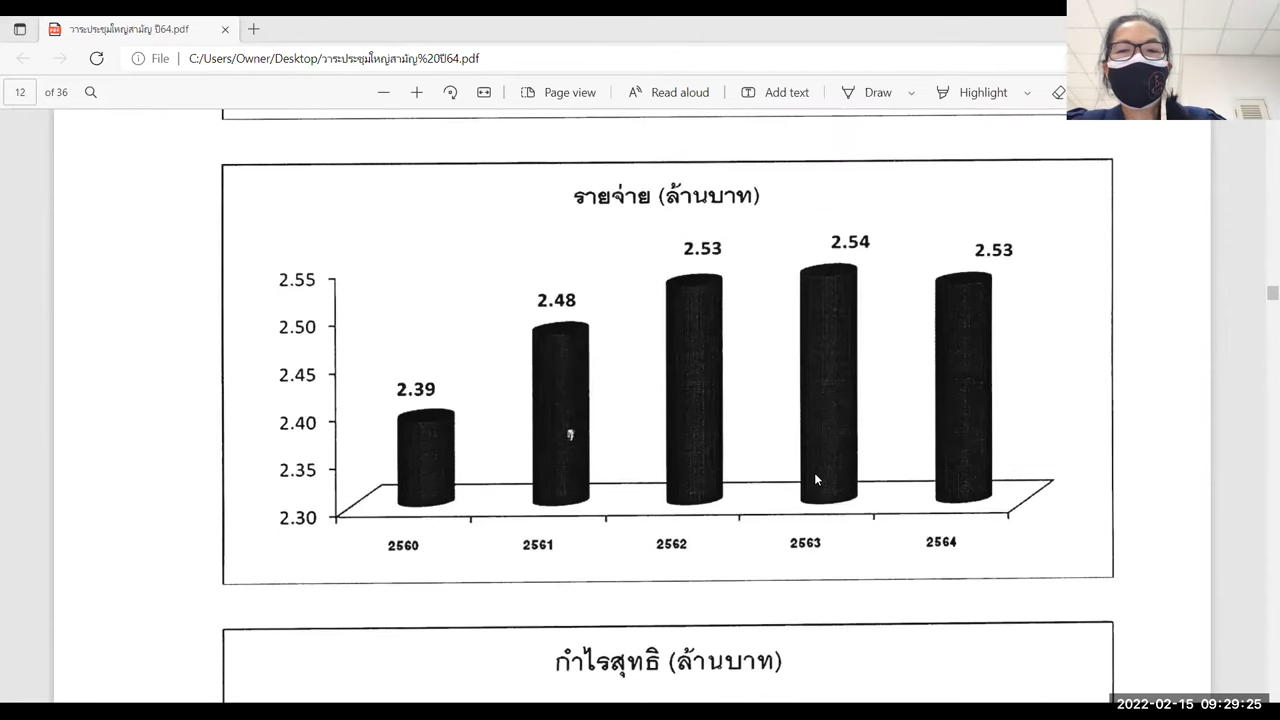 วาระประชุมใหญ่สามัญ ปี64.pdf
File C:/Users/Owner/Desktop/วาระประชุมใหญ่สามัญ%20ปี64.pdf
12 of 36 Page view Read aloud Add text Draw Highlight
รายจ่าย (ล้านบาท)
2.39 2.48 2.53 2.54 2.53
2.55
2.50
2.45
2.40
2.35
2.30
2560 2561 2562 2563 2564
กำไรสุทธิ (ล้านบาท)
2022-02-15 09:29:25